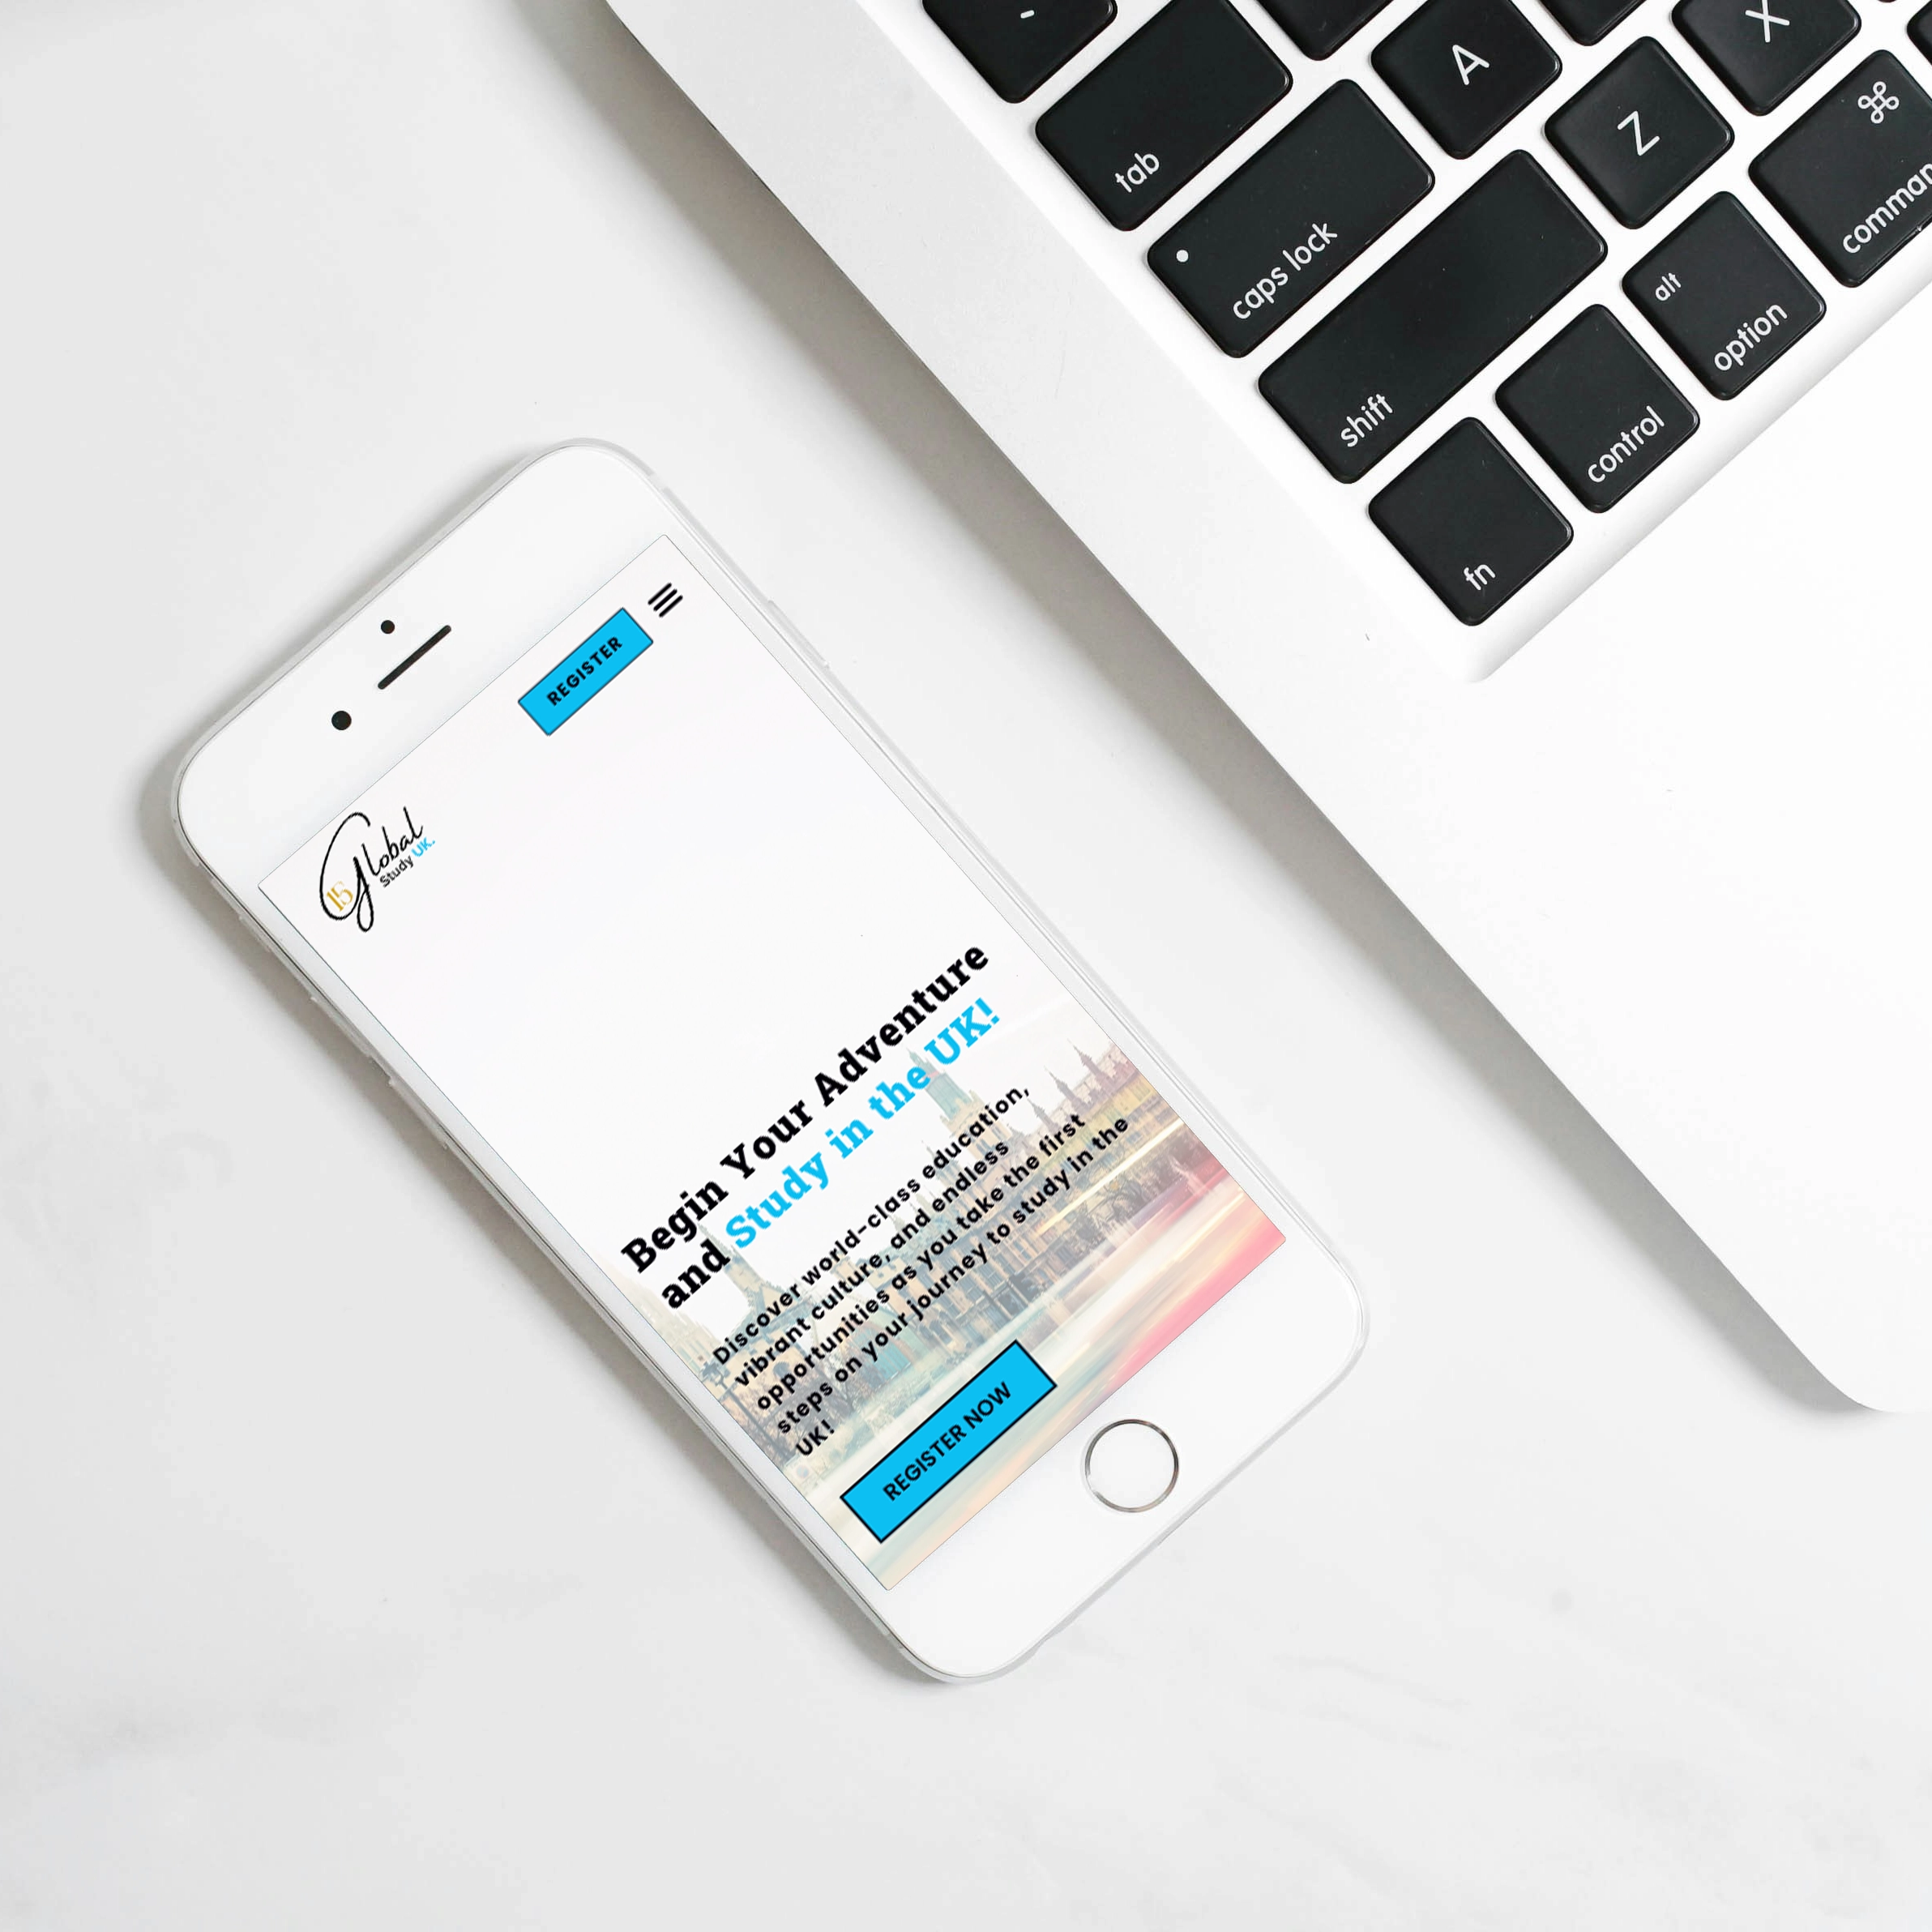 -
tab
A
X
caps lock
Z
⌘
shift
alt
option
fn
control
REGISTER
15
Global
Study UK.
Begin Your Adventure
and Study in the UK!
Discover world-class education,
vibrant culture, and endless
opportunities as you take the first
steps on your journey to study in the
UK!
REGISTER NOW